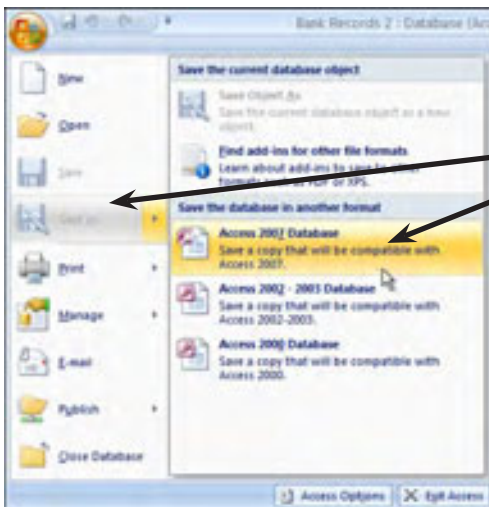 Bank Records 2 : Database (Acc
New
Open
Save
Save As
Print
Manage
E-mail
Publish
Close Database
Save the current database object
Save Object As
Save the current database object as a new
object.
Find add-ins for other file formats
Learn about add-ins to save to other
formats such as PDF or XPS.
Save the database in another format
Access 2007 Database
Save a copy that will be compatible with
Access 2007.
Access 2002 - 2003 Database
Save a copy that will be compatible with
Access 2002-2003.
Access 2000 Database
Save a copy that will be compatible with
Access 2000.
Access Options
Exit Access